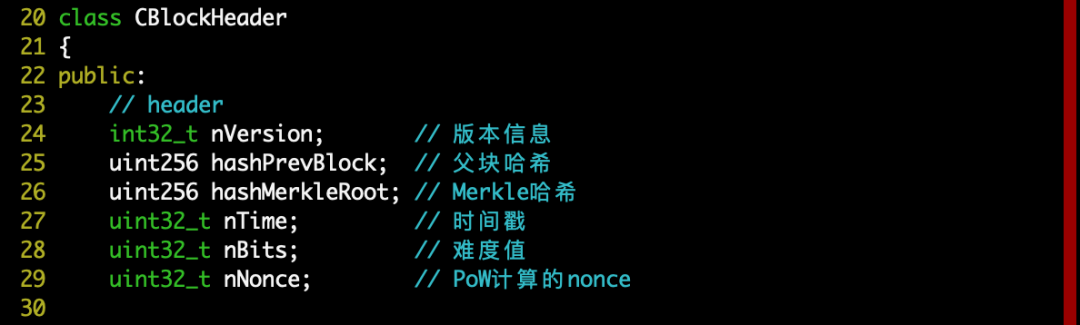 20 class CBlockHeader
21 {
22 public:
23     // header
24     int32_t nVersion;       // 版本信息
25     uint256 hashPrevBlock;  // 父块哈希
26     uint256 hashMerkleRoot; // Merkle哈希
27     uint32_t nTime;         // 时间戳
28     uint32_t nBits;         // 难度值
29     uint32_t nNonce;        // PoW计算的nonce
30